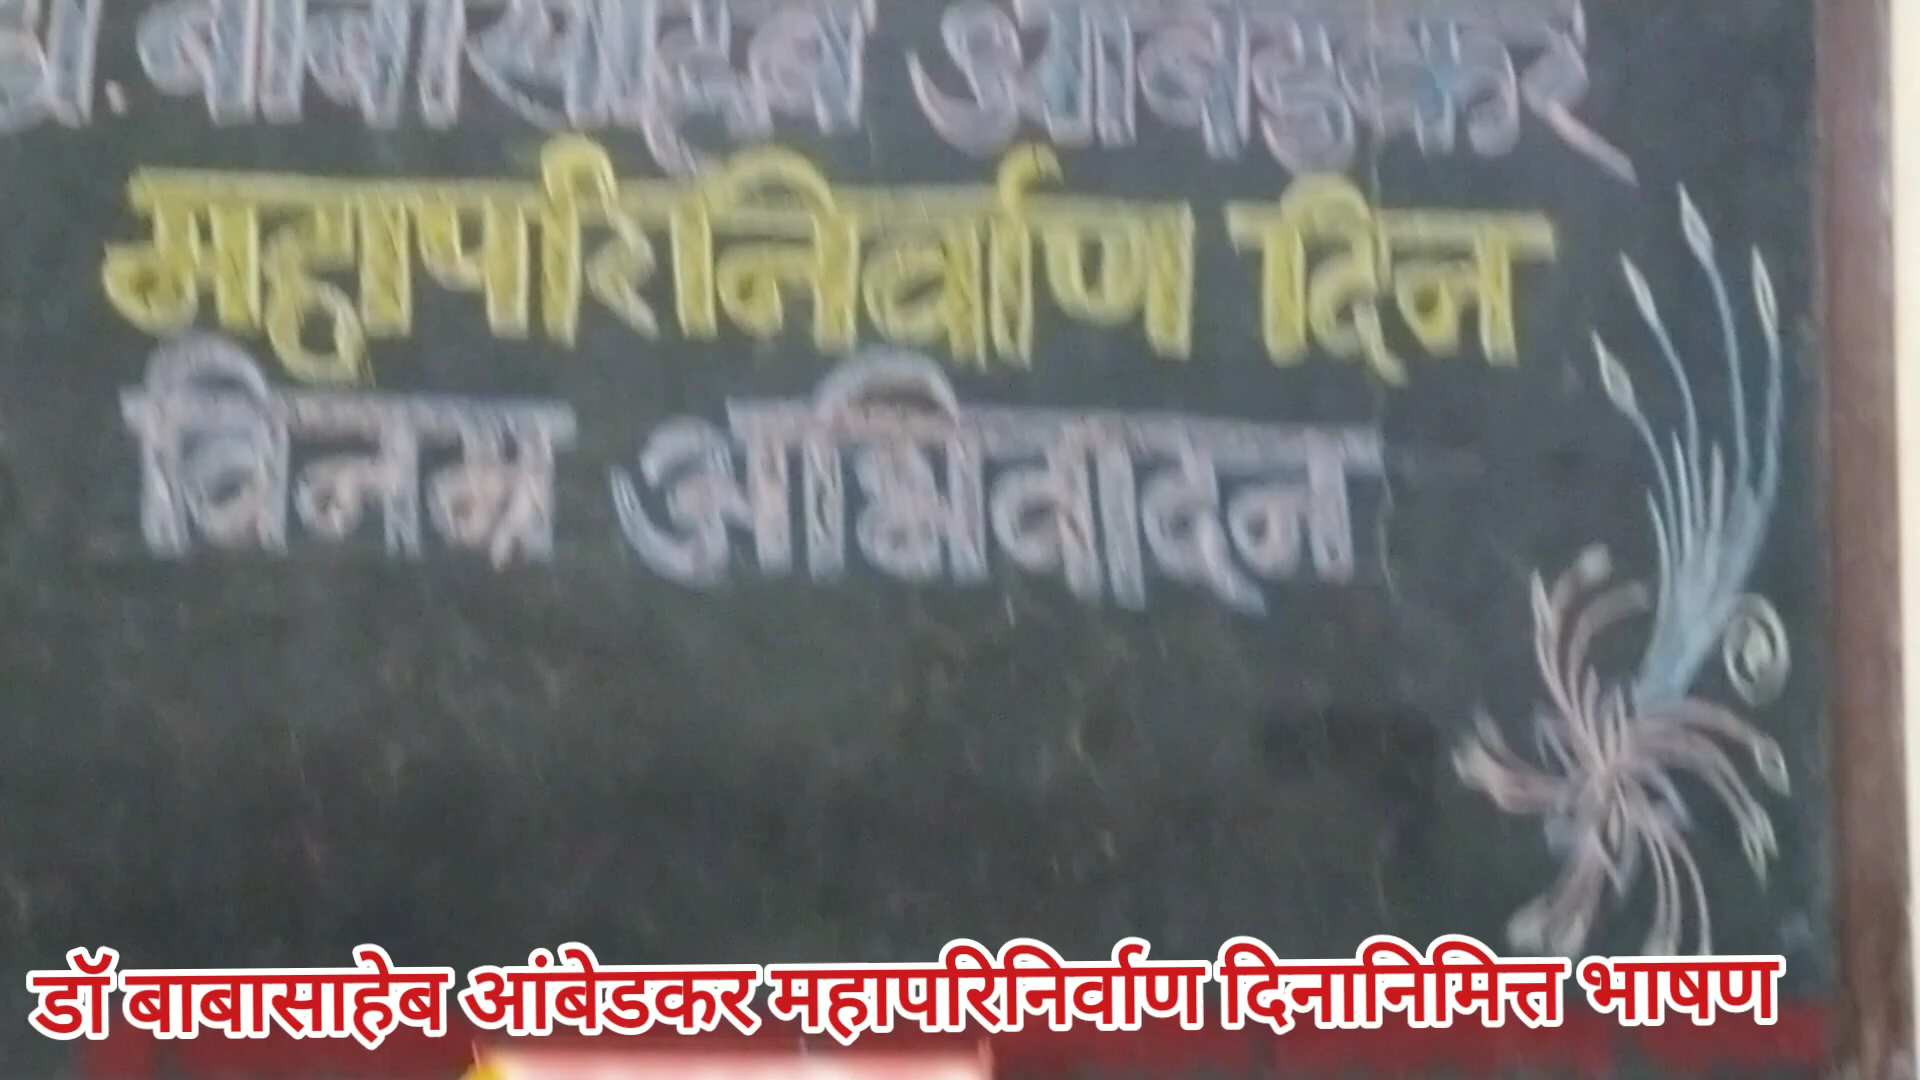 डॉ. बाबासाहेब आंबेडकर
महापरिनिर्वाण दिन
विनम्र अभिवादन
डॉ बाबासाहेब आंबेडकर महापरिनिर्वाण दिनानिमित्त भाषण